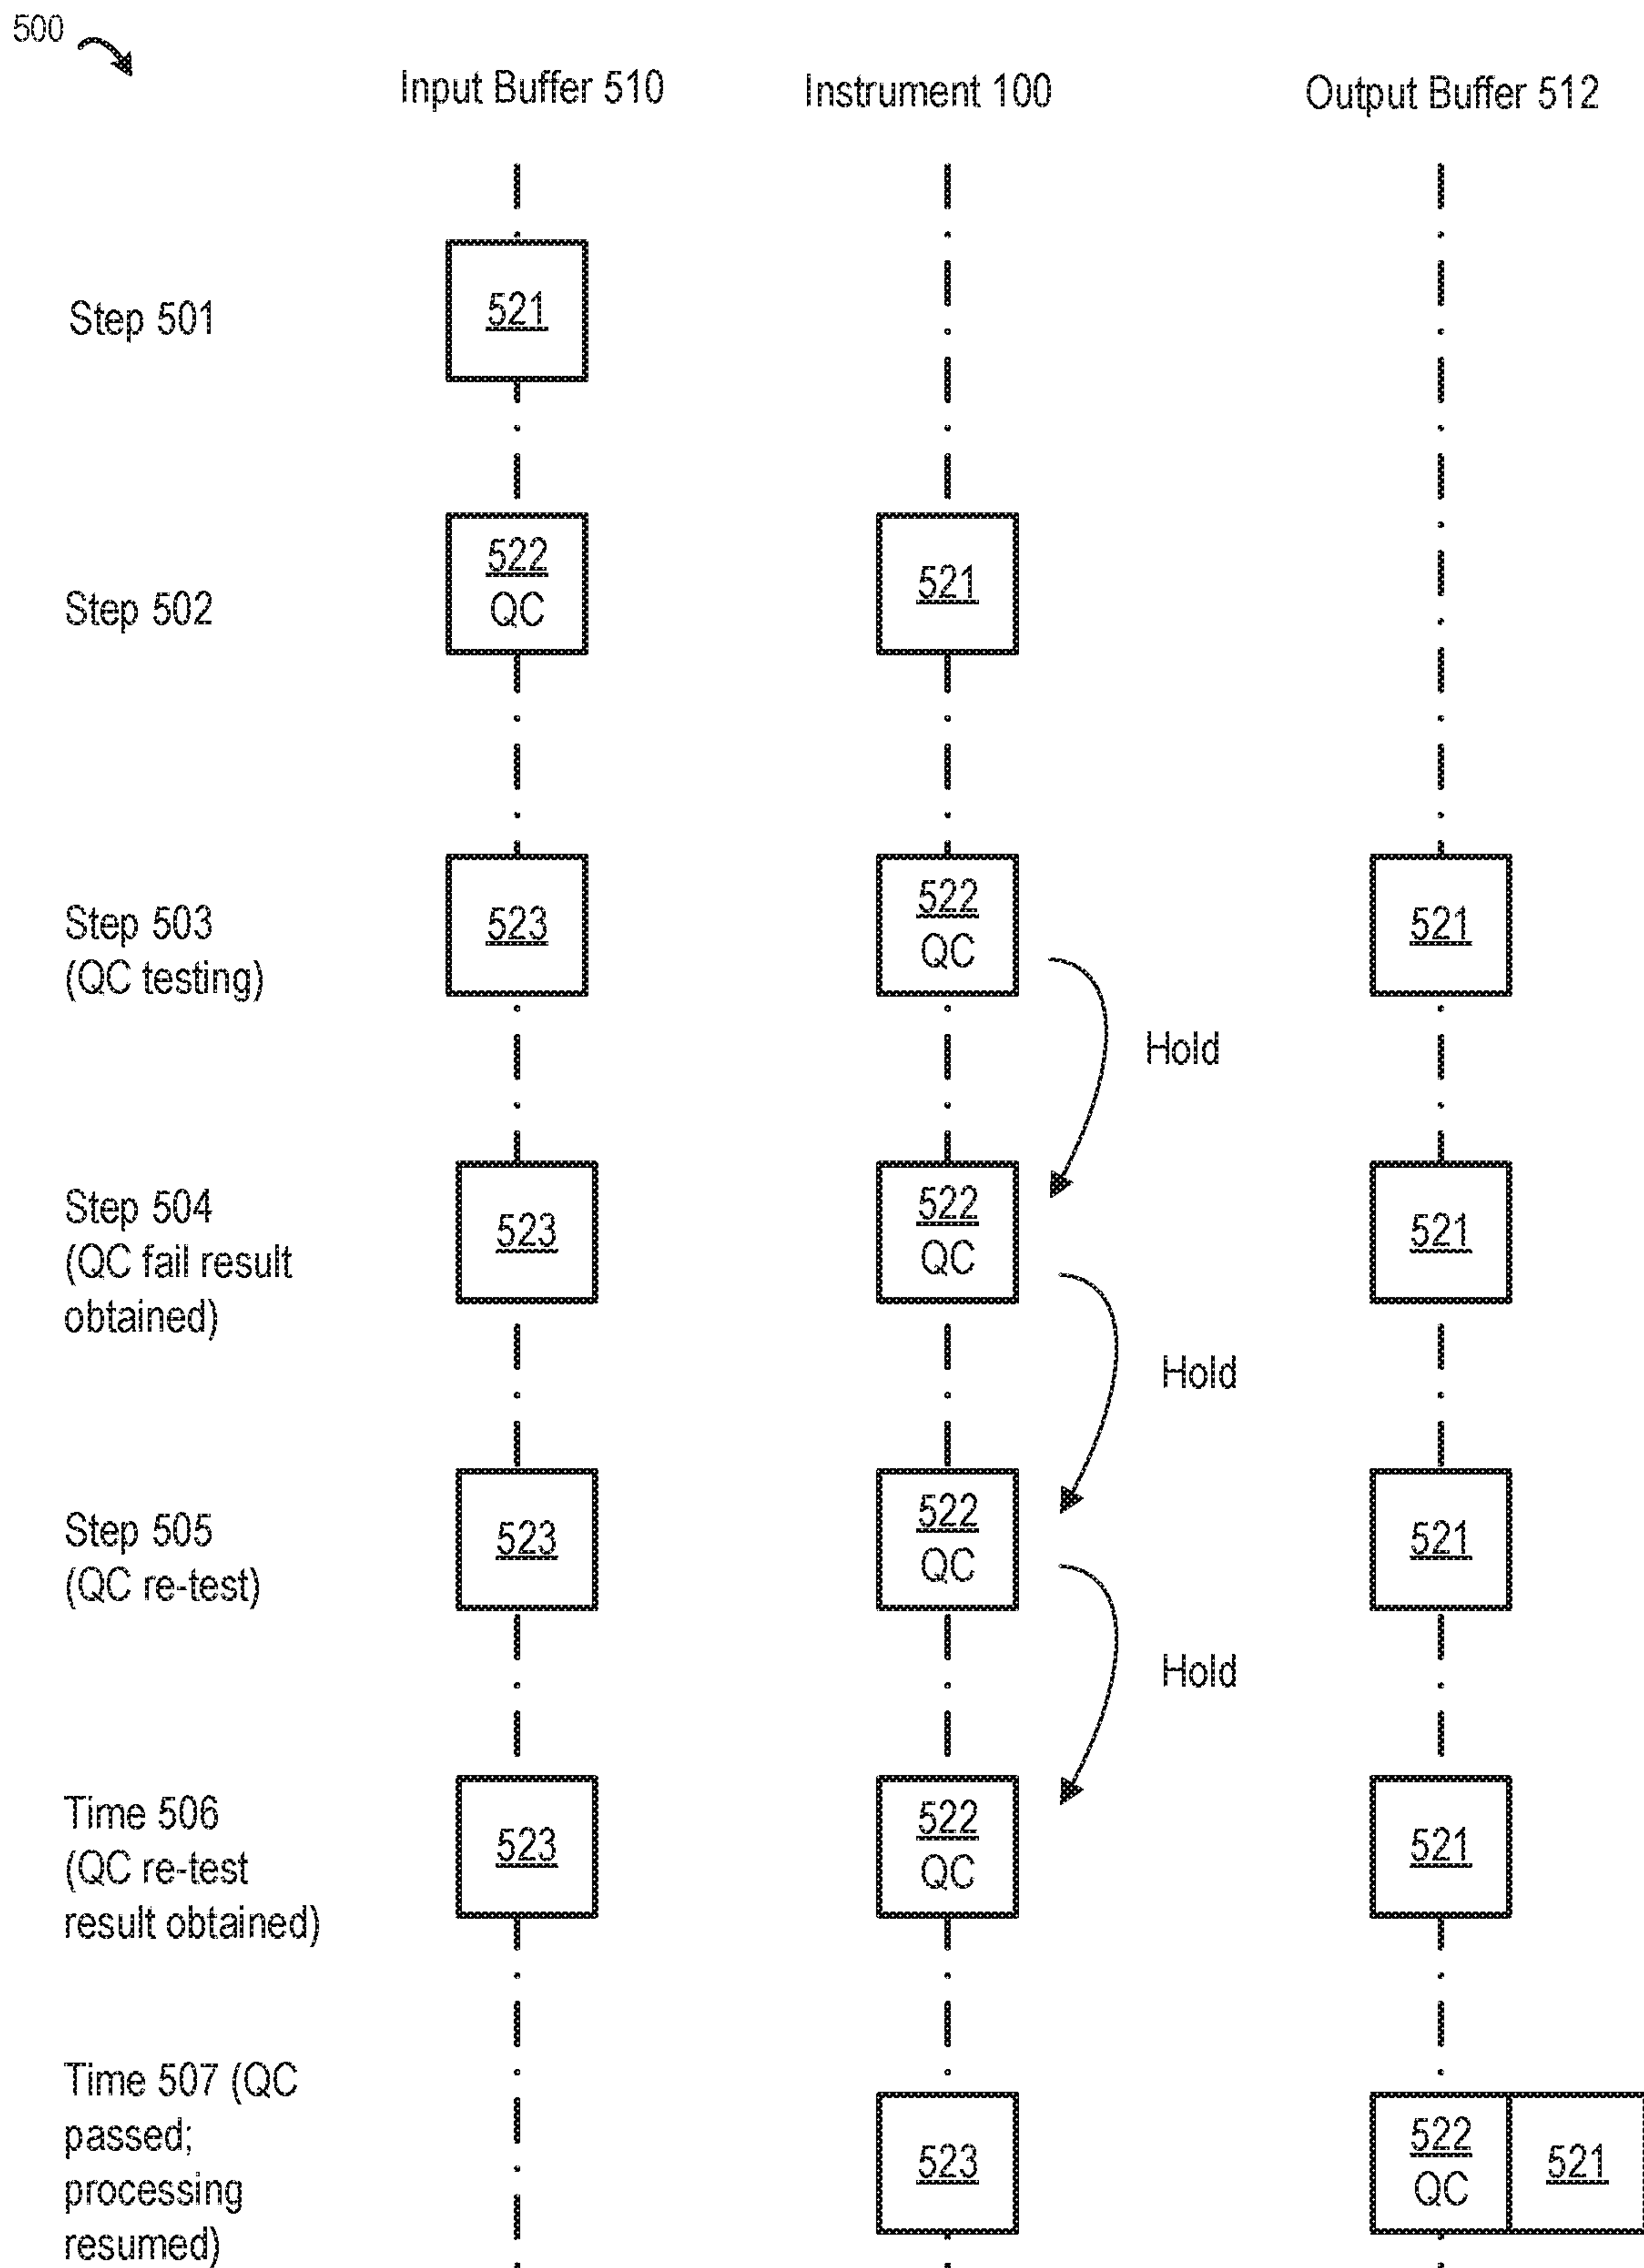 500
Input Buffer 510
Instrument 100
Output Buffer 512
Step 501
521
Step 502
522
QC
521
Step 503
(QC testing)
523
522
QC
521
Hold
Step 504
(QC fail result
obtained)
523
522
QC
521
Hold
Step 505
(QC re-test)
523
522
QC
521
Hold
Time 506
(QC re-test
result obtained)
523
522
QC
521
Time 507 (QC
passed;
processing
resumed)
523
522
QC
521